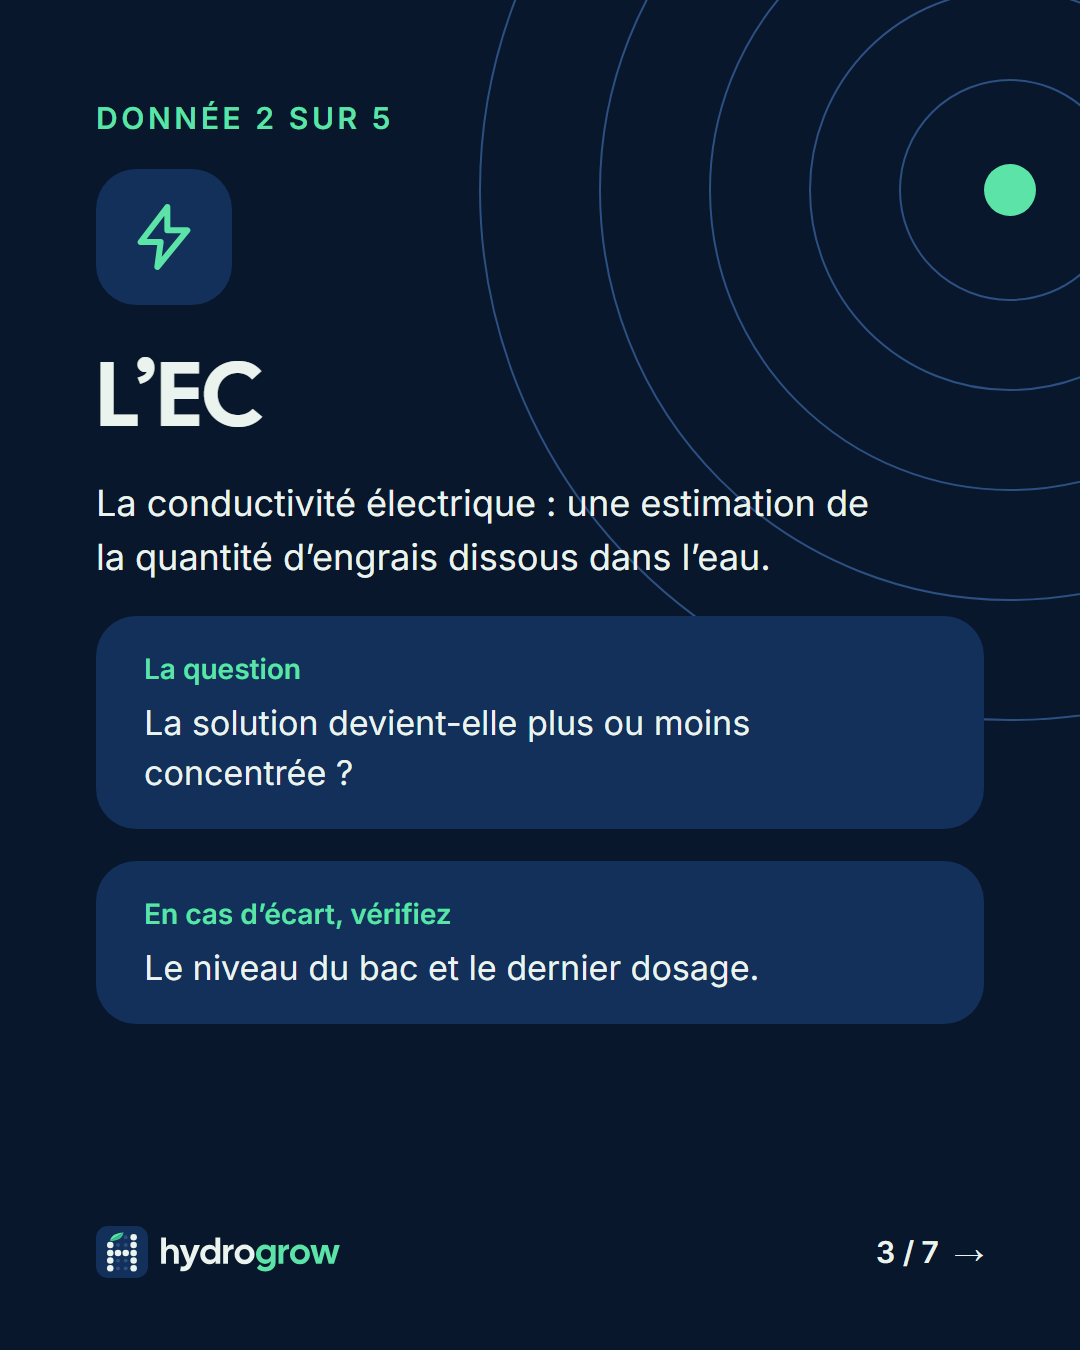 DONNÉE 2 SUR 5
L’EC
La conductivité électrique : une estimation de
la quantité d’engrais dissous dans l’eau.
La question
La solution devient-elle plus ou moins
concentrée ?
En cas d’écart, vérifiez
Le niveau du bac et le dernier dosage.
hydrogrow
3 / 7 →